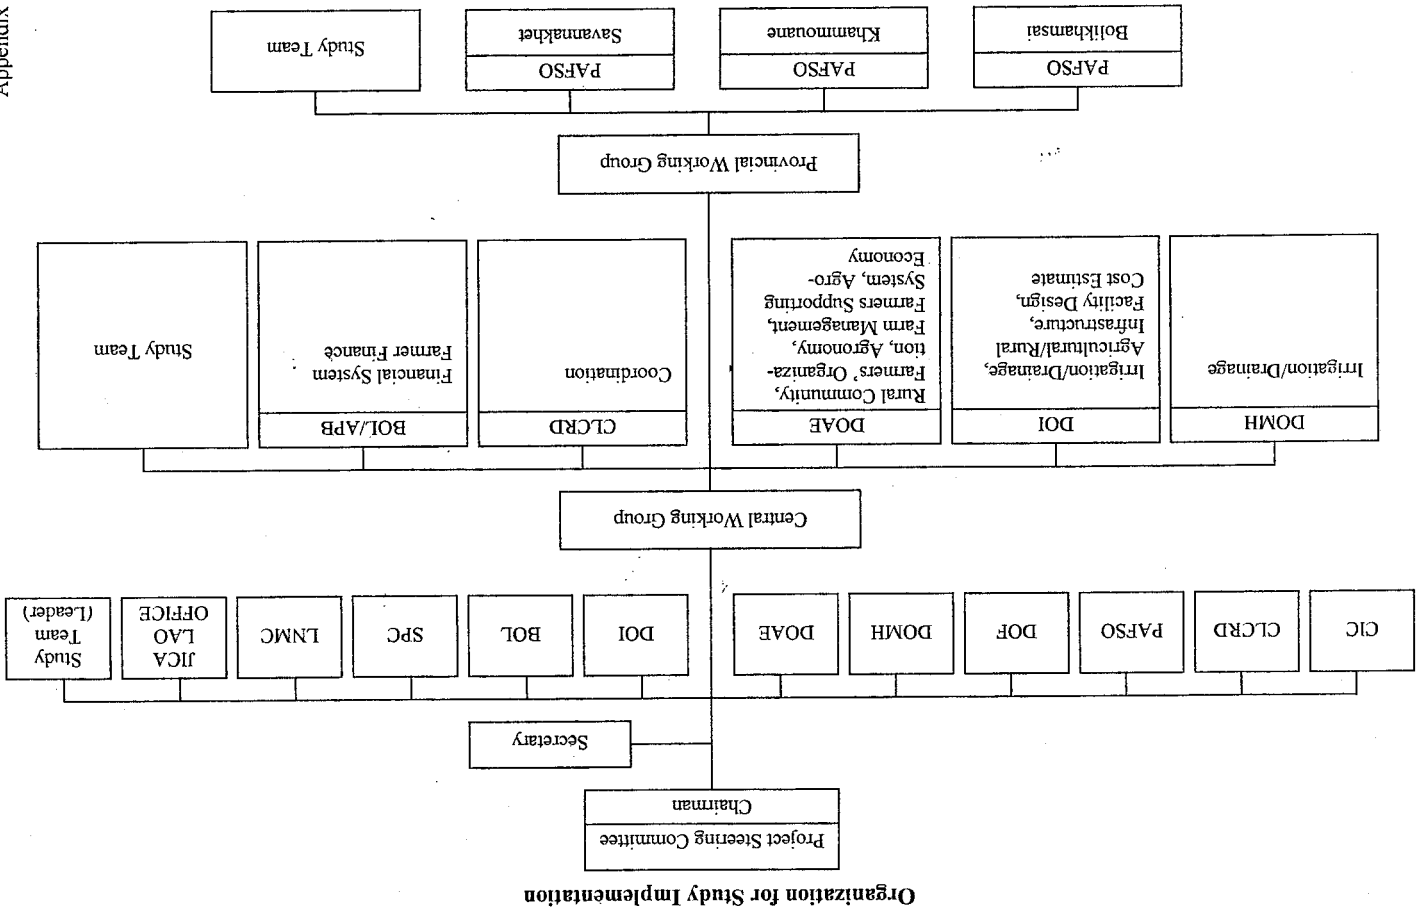 Organization for Study Implementation
Project Steering Committee
Chairman
Secretary
CIC
CLCRD
PAFSO
DOF
DOMH
DOAE
DOI
BOL
SPC
LNMC
JICA
LAO
OFFICE
Study
Team
(Leader)
Central Working Group
DOMH
Irrigation/Drainage
DOI
Irrigation/Drainage,
Agricultural/Rural
Infrastructure,
Facility Design,
Cost Estimate
DOAE
Rural Community,
Farmers' Organiza-
tion, Agronomy,
Farm Management,
Farmers Supporting
System, Agro-
Economy
CLCRD
Coordination
BOL/APB
Financial System
Farmer Finance
Study Team
Provincial Working Group
PAFSO
Bolikhamsai
PAFSO
Khammouane
PAFSO
Savannakhet
Study Team
Appendix